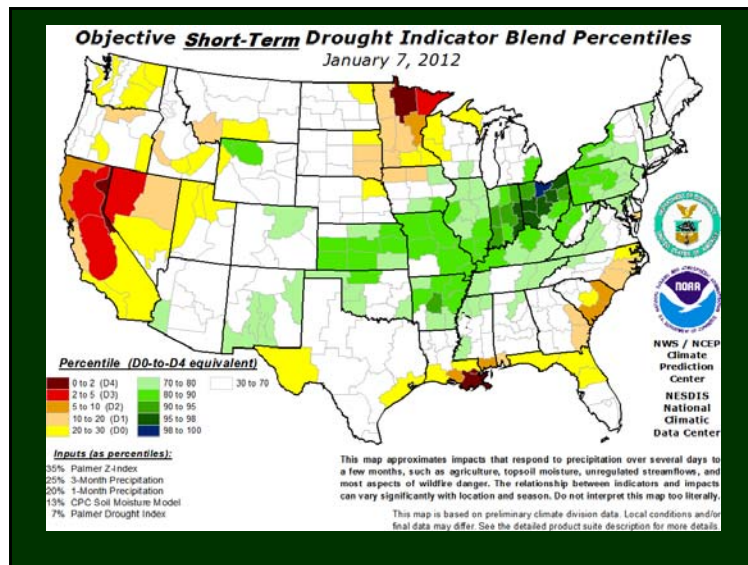 Objective Short-Term Drought Indicator Blend Percentiles
January 7, 2012
NOAA
NWS / NCEP
Climate
Prediction
Center
NESDIS
National
Climatic
Data Center
Percentile (D0-to-D4 equivalent)
0 to 2 (D4)
2 to 5 (D3)
5 to 10 (D2)
10 to 20 (D1)
20 to 30 (D0)
70 to 80
80 to 90
90 to 95
95 to 98
98 to 100
30 to 70
Inputs (as percentiles):
35% Palmer Z-Index
25% 3-Month Precipitation
20% 1-Month Precipitation
13% CPC Soil Moisture Model
7% Palmer Drought Index
This map approximates impacts that respond to precipitation over several days to
a few months, such as agriculture, topsoil moisture, unregulated streamflows, and
most aspects of wildfire danger. The relationship between indicators and impacts
can vary significantly with location and season. Do not interpret this map too literally.
This map is based on preliminary climate division data. Local conditions and/or
final data may differ. See the detailed product suite description for more details.